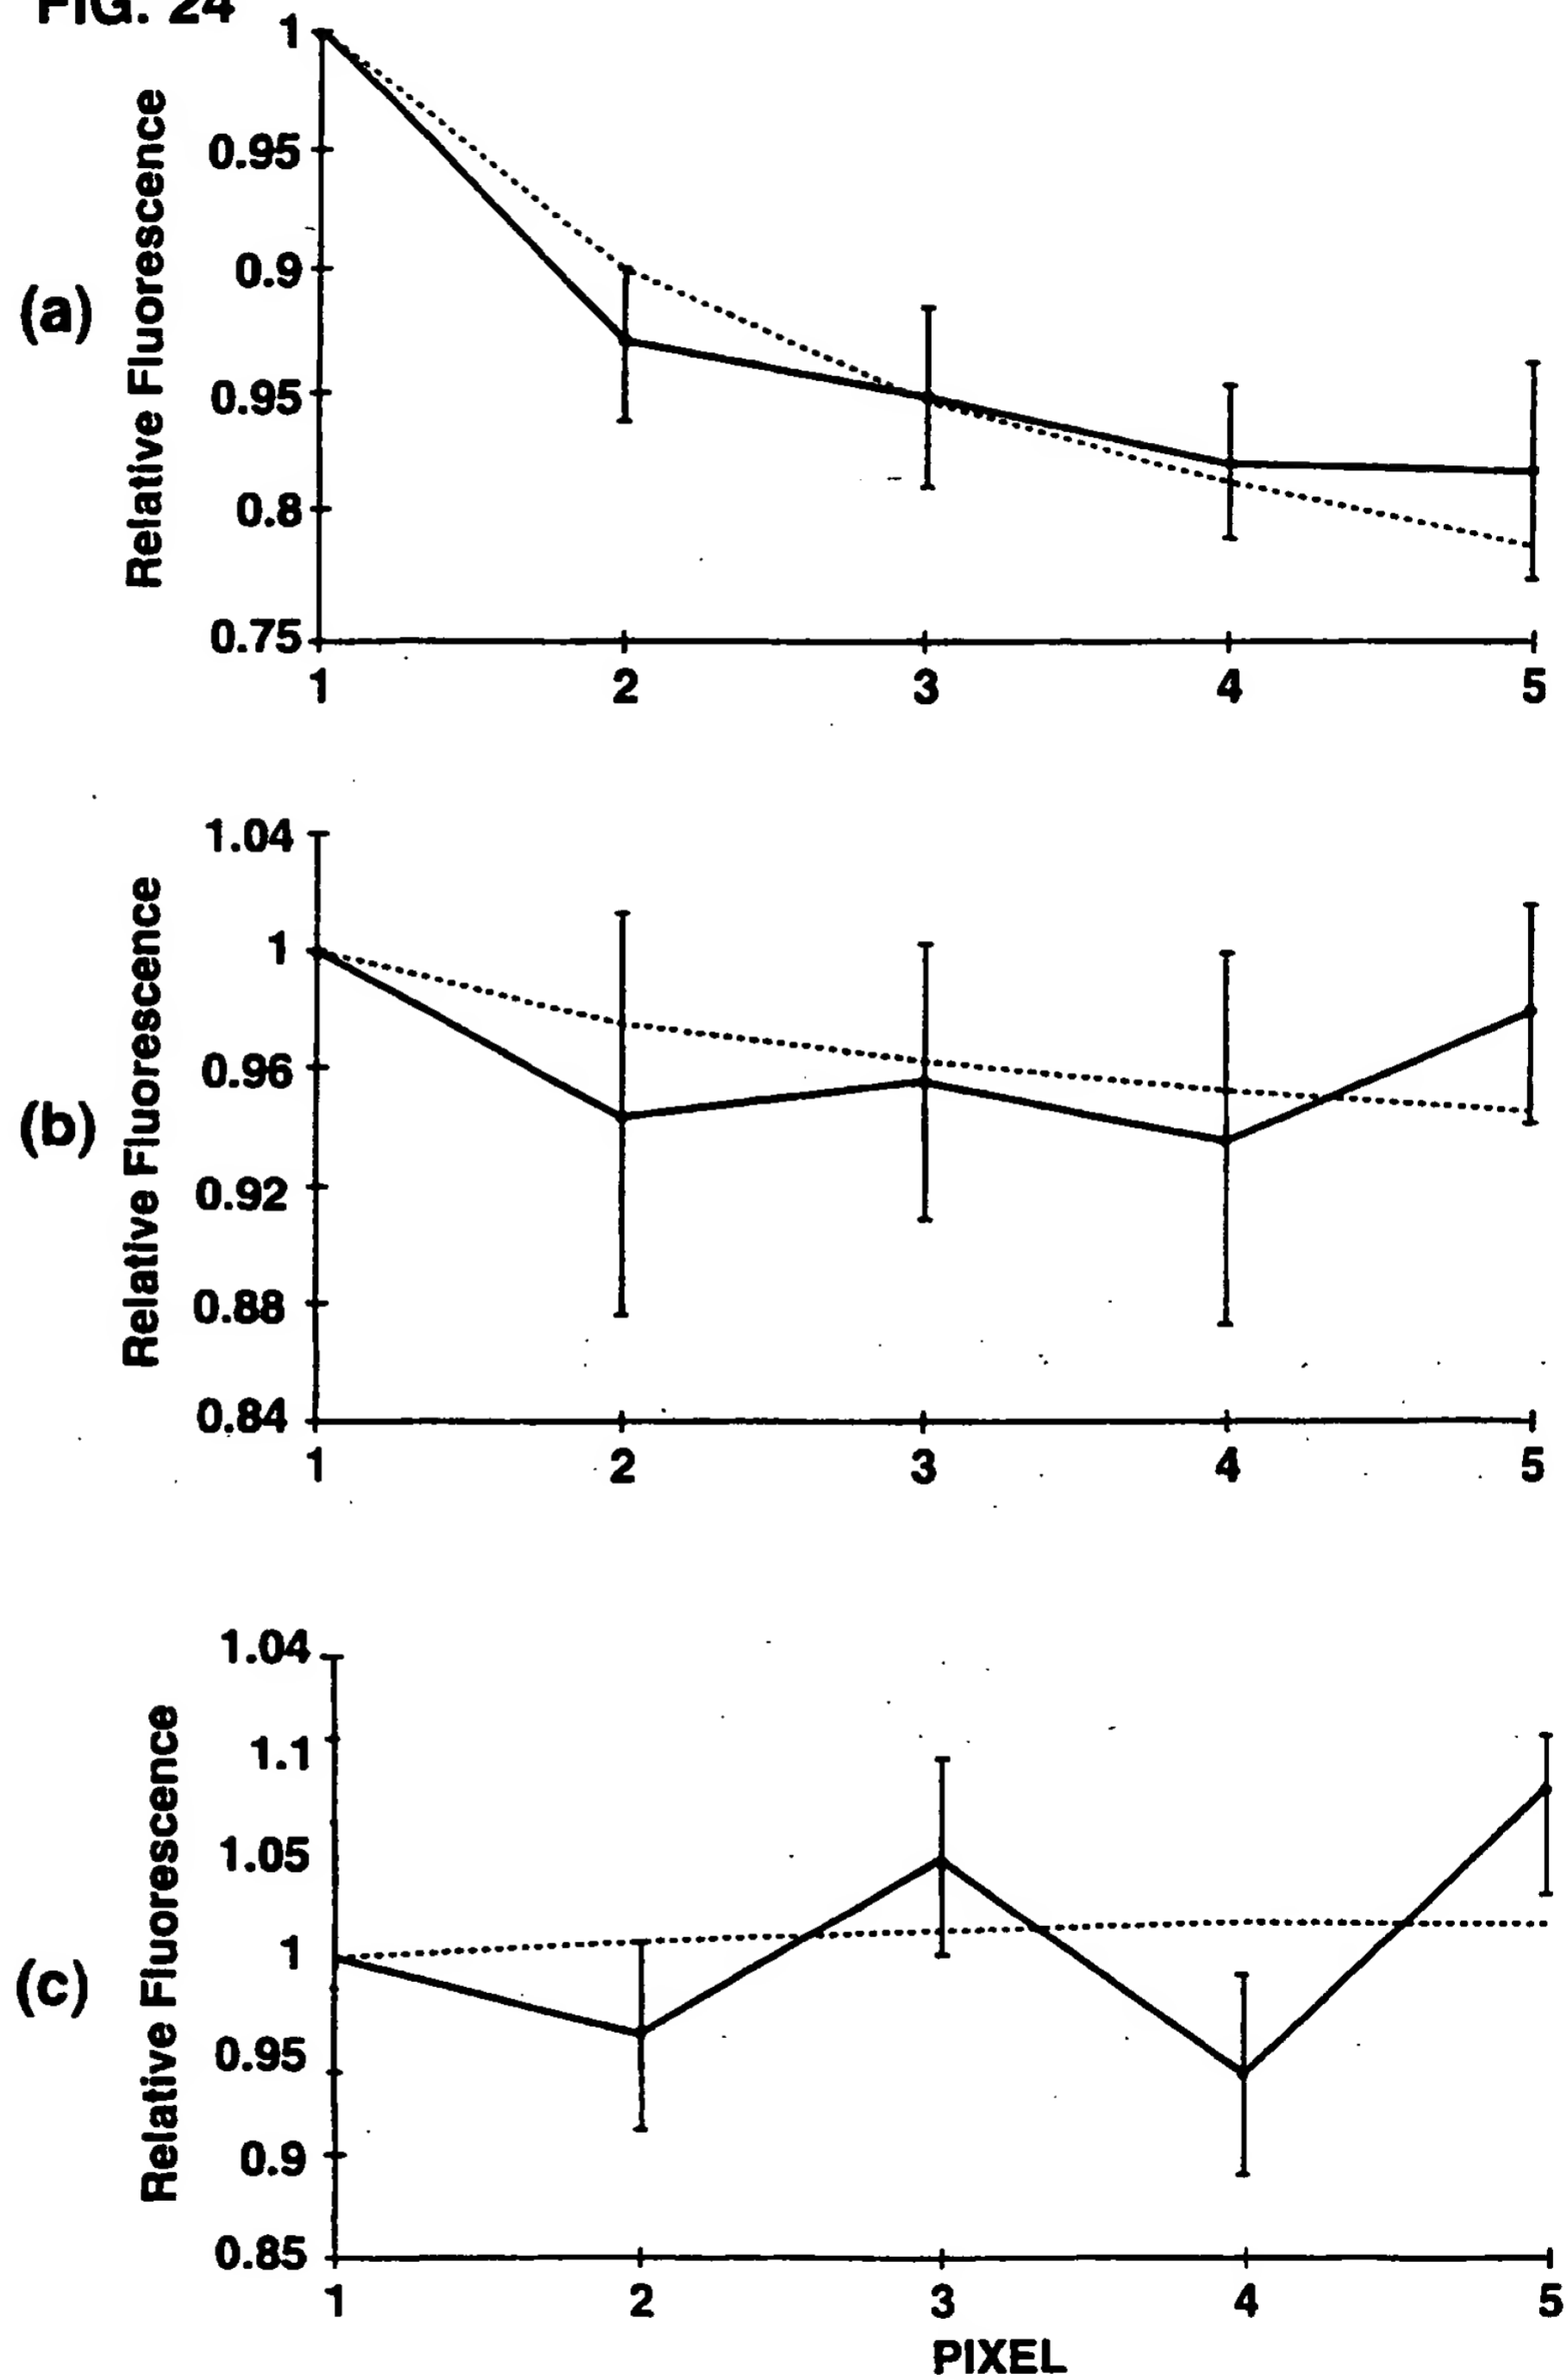 FIG. 24
(a)
Relative Fluorescence
1
0.95
0.9
0.95
0.8
0.75
1 2 3 4 5
(b)
Relative Fluorescence
1.04
1
0.96
0.92
0.88
0.84
1 2 3 4 5
(c)
Relative Fluorescence
1.04
1.1
1.05
1
0.95
0.9
0.85
1 2 3 4 5
PIXEL